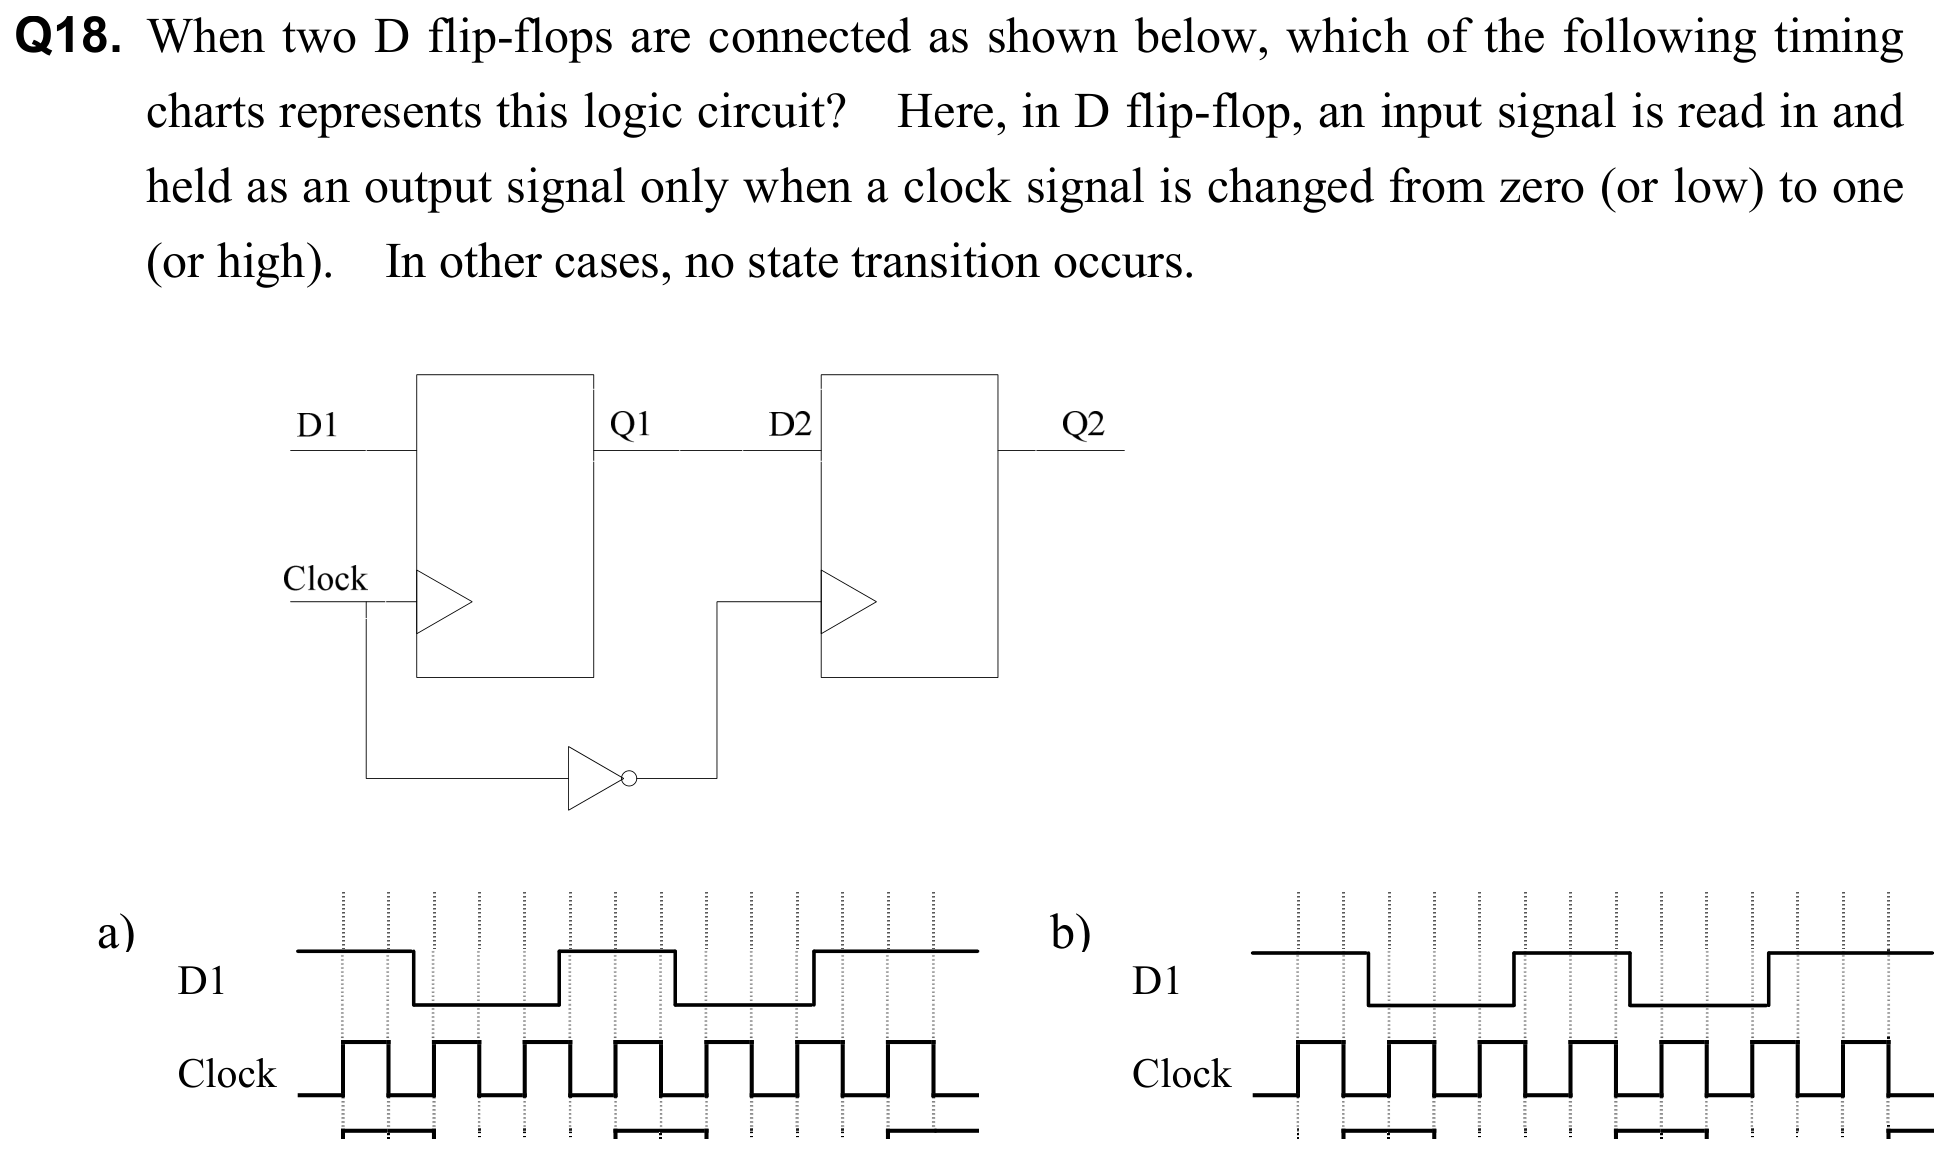 Q18. When two D flip-flops are connected as shown below, which of the following timing
charts represents this logic circuit? Here, in D flip-flop, an input signal is read in and
held as an output signal only when a clock signal is changed from zero (or low) to one
(or high). In other cases, no state transition occurs.
D1 Q1 D2 Q2
Clock
a) b)
D1 D1
Clock Clock